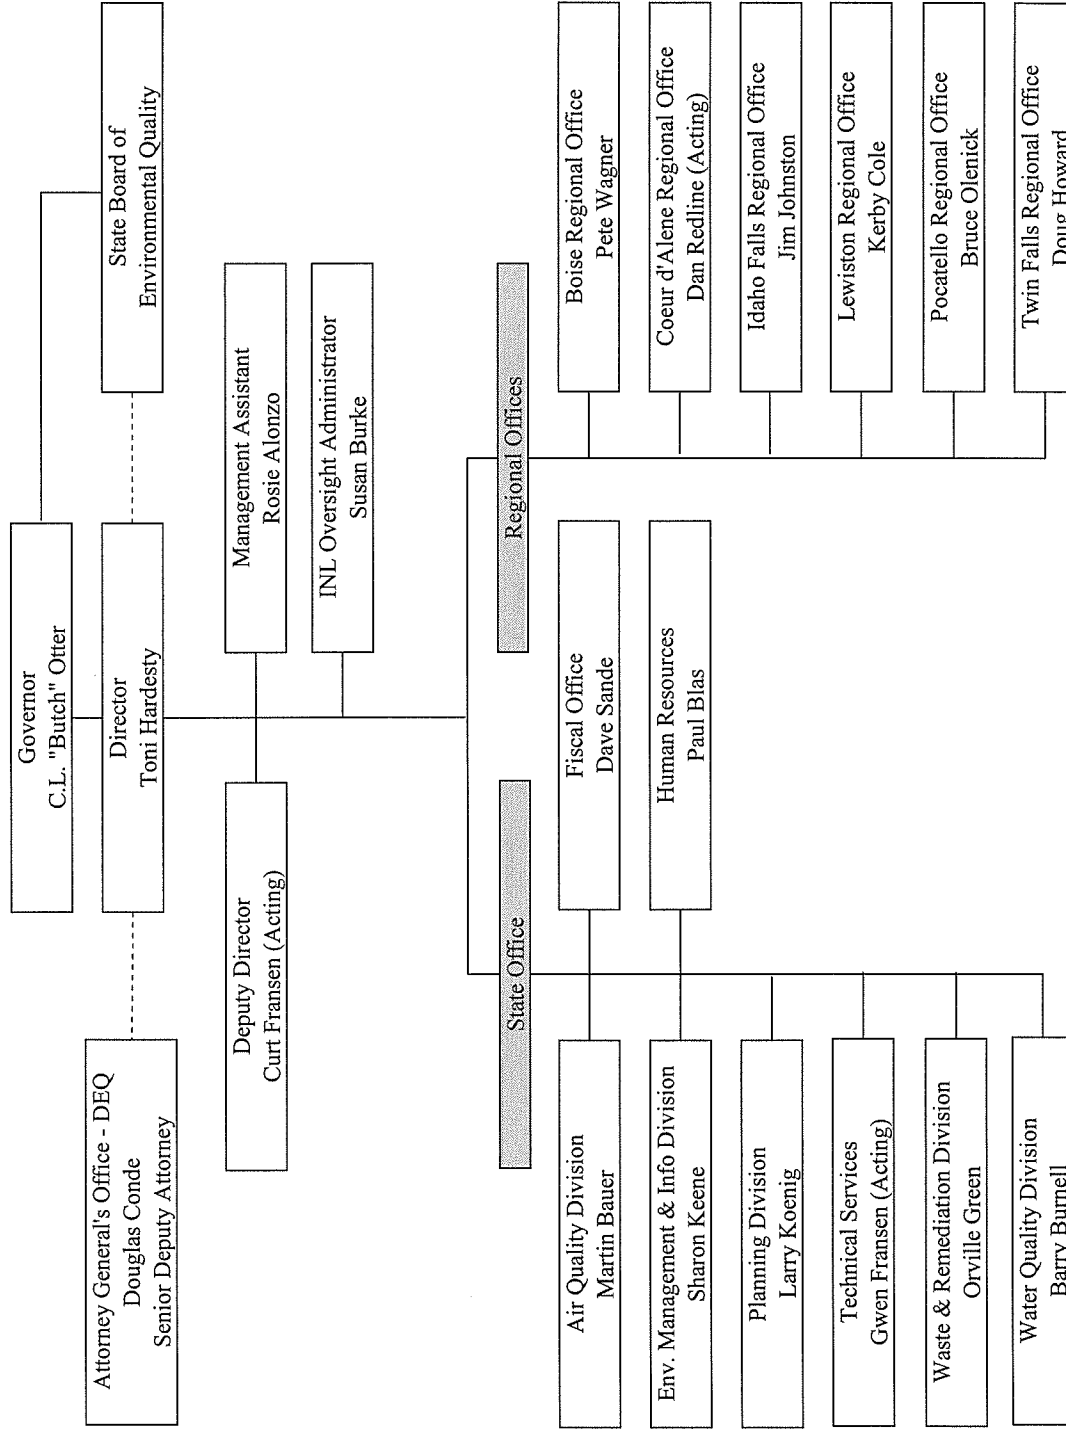 Governor
C.L. "Butch" Otter
State Board of
Environmental Quality
Director
Toni Hardesty
Attorney General's Office - DEQ
Douglas Conde
Senior Deputy Attorney
Deputy Director
Curt Fransen (Acting)
Management Assistant
Rosie Alonzo
INL Oversight Administrator
Susan Burke
State Office
Regional Offices
Air Quality Division
Martin Bauer
Env. Management & Info Division
Sharon Keene
Planning Division
Larry Koenig
Technical Services
Gwen Fransen (Acting)
Waste & Remediation Division
Orville Green
Water Quality Division
Barry Burnell
Fiscal Office
Dave Sande
Human Resources
Paul Blas
Boise Regional Office
Pete Wagner
Coeur d'Alene Regional Office
Dan Redline (Acting)
Idaho Falls Regional Office
Jim Johnston
Lewiston Regional Office
Kerby Cole
Pocatello Regional Office
Bruce Olenick
Twin Falls Regional Office
Doug Howard